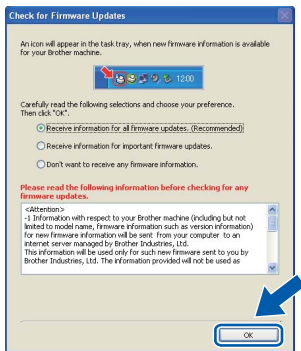 Check for Firmware Updates
An icon will appear in the task tray, when new firmware information is available
for your Brother machine.
12:00
Carefully read the following selections and choose your preference.
Then click "OK".
Receive information for all firmware updates. (Recommended)
Receive information for important firmware updates.
Don't want to receive any firmware information.
Please read the following information before checking for any
firmware updates.
<Attention>
-1 Information with respect to your Brother machine (including but not
limited to model name, firmware information such as version information)
for new firmware information will be sent from your computer to an
internet server managed by Brother Industries, Ltd.
This information will be used only for such new firmware sent to you by
Brother Industries, Ltd. The information provided will not be used as
OK